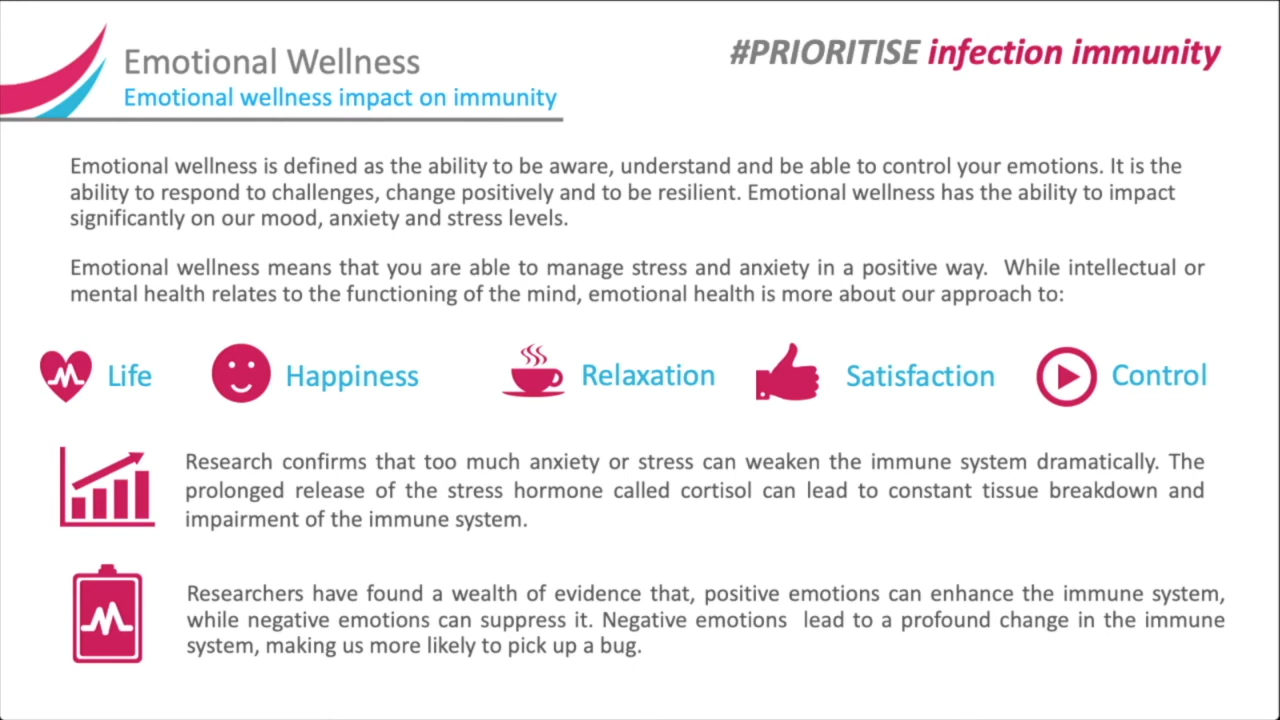 Emotional Wellness
Emotional wellness impact on immunity
#PRIORITISE infection immunity
Emotional wellness is defined as the ability to be aware, understand and be able to control your emotions. It is the
ability to respond to challenges, change positively and to be resilient. Emotional wellness has the ability to impact
significantly on our mood, anxiety and stress levels.
Emotional wellness means that you are able to manage stress and anxiety in a positive way. While intellectual or
mental health relates to the functioning of the mind, emotional health is more about our approach to:
Life
Happiness
Relaxation
Satisfaction
Control
Research confirms that too much anxiety or stress can weaken the immune system dramatically. The
prolonged release of the stress hormone called cortisol can lead to constant tissue breakdown and
impairment of the immune system.
Researchers have found a wealth of evidence that, positive emotions can enhance the immune system,
while negative emotions can suppress it. Negative emotions lead to a profound change in the immune
system, making us more likely to pick up a bug.